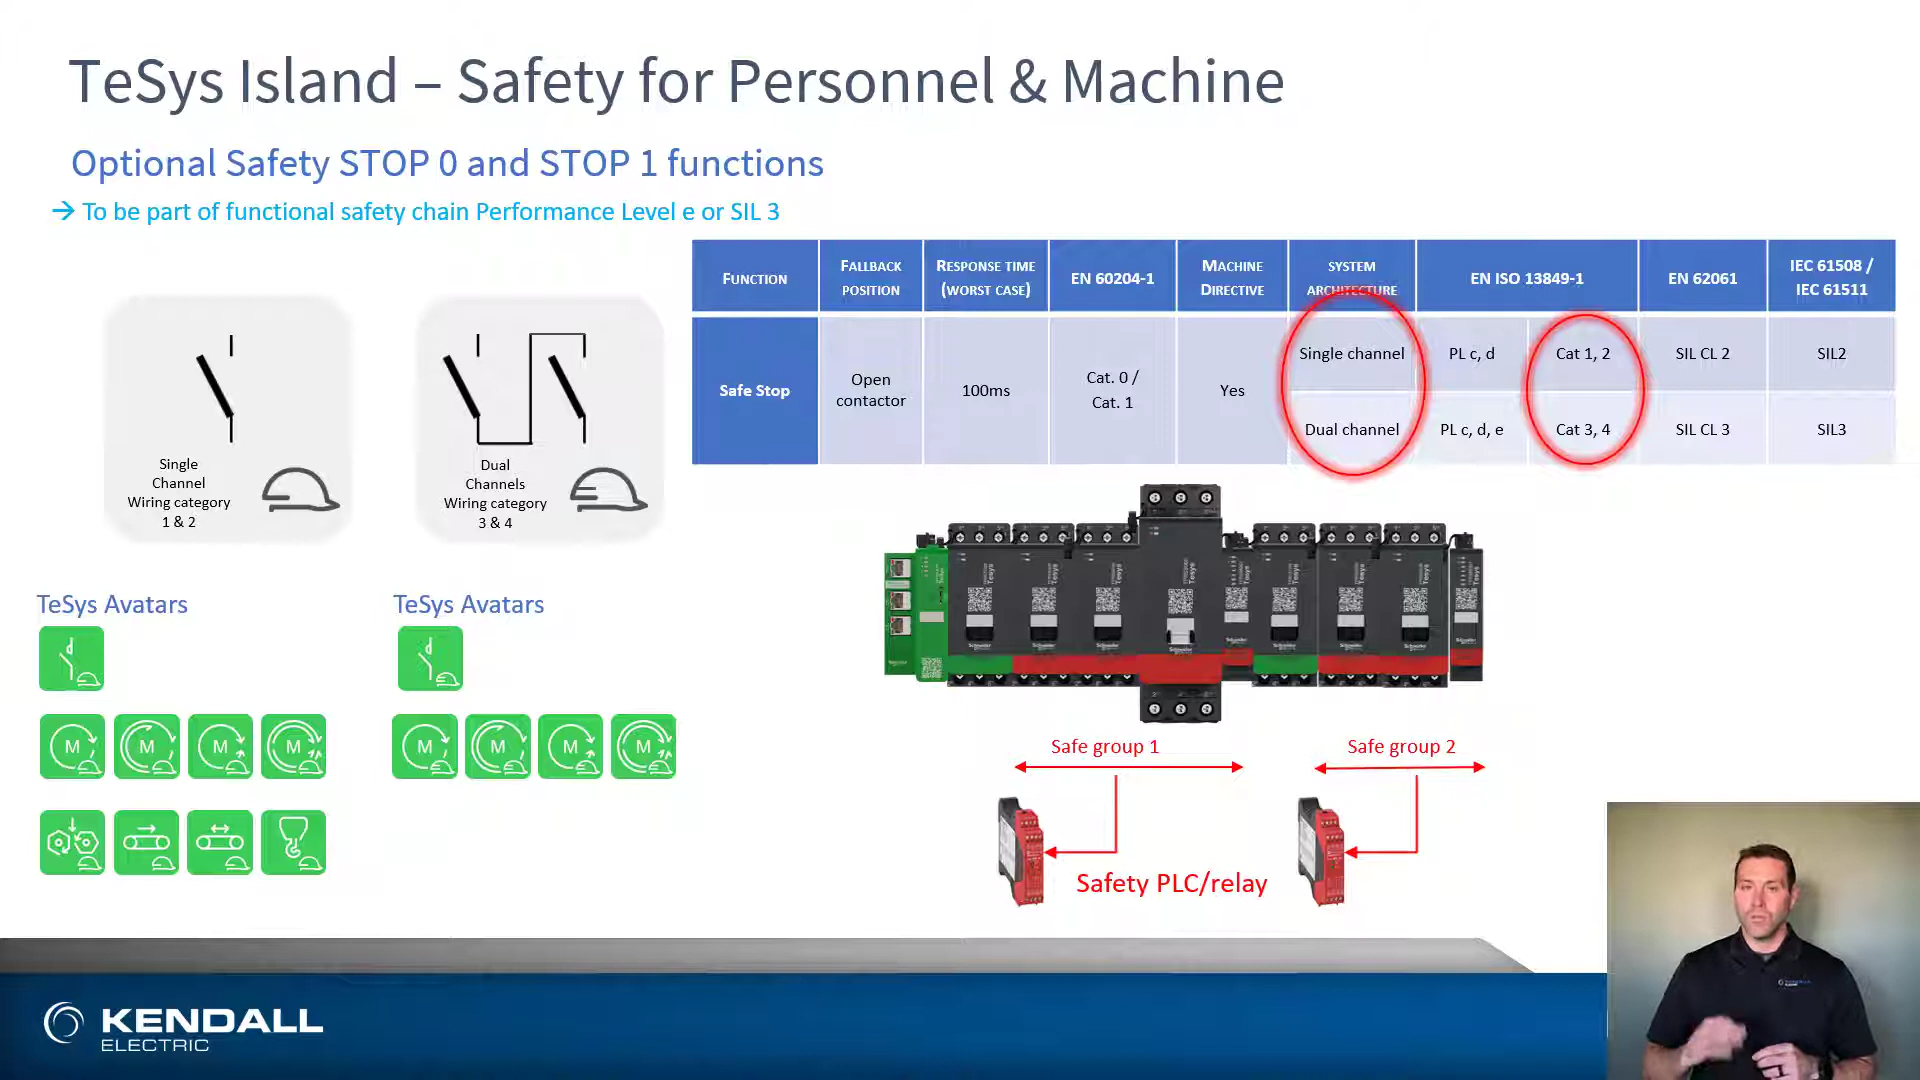 TeSys Island – Safety for Personnel & Machine
Optional Safety STOP 0 and STOP 1 functions
→ To be part of functional safety chain Performance Level e or SIL 3
FUNCTION
FALLBACK
POSITION
RESPONSE TIME
(WORST CASE)
EN 60204-1
MACHINE
DIRECTIVE
SYSTEM
ARCHITECTURE
EN ISO 13849-1
EN 62061
IEC 61508 /
IEC 61511
Safe Stop
Open
contactor
100ms
Cat. 0 /
Cat. 1
Yes
Single channel
PL c, d
Cat 1, 2
SIL CL 2
SIL2
Dual channel
PL c, d, e
Cat 3, 4
SIL CL 3
SIL3
Single
Channel
Wiring category
1 & 2
Dual
Channels
Wiring category
3 & 4
TeSys Avatars
M M M M
TeSys Avatars
M M M M
Safe group 1
Safe group 2
Safety PLC/relay
KENDALL
ELECTRIC